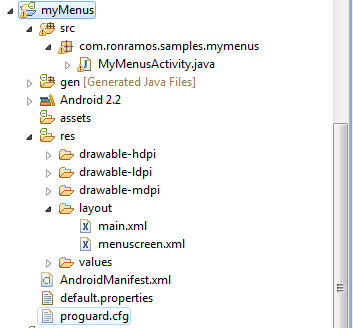 myMenus
src
com.ronramos.samples.mymenus
MyMenusActivity.java
gen [Generated Java Files]
Android 2.2
assets
res
drawable-hdpi
drawable-ldpi
drawable-mdpi
layout
main.xml
menuscreen.xml
values
AndroidManifest.xml
default.properties
proguard.cfg